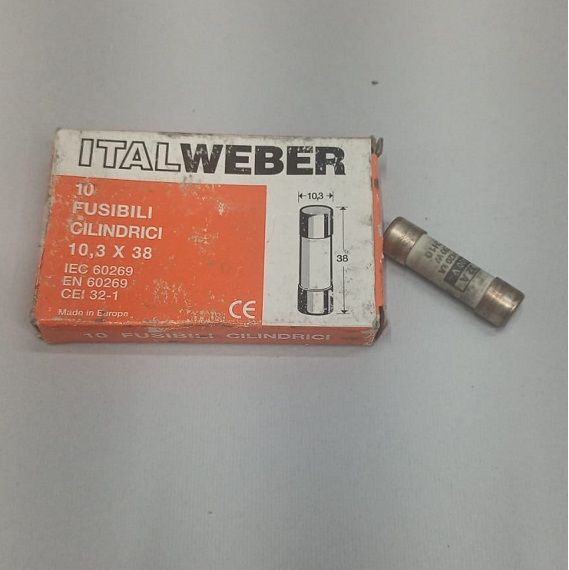 ITALWEBER
10
FUSIBILI
CILINDRICI
10,3 X 38
IEC 60269
EN 60269
CEI 32-1
Made in Europe
10,3
38
CE
10 FUSIBILI CILINDRICI